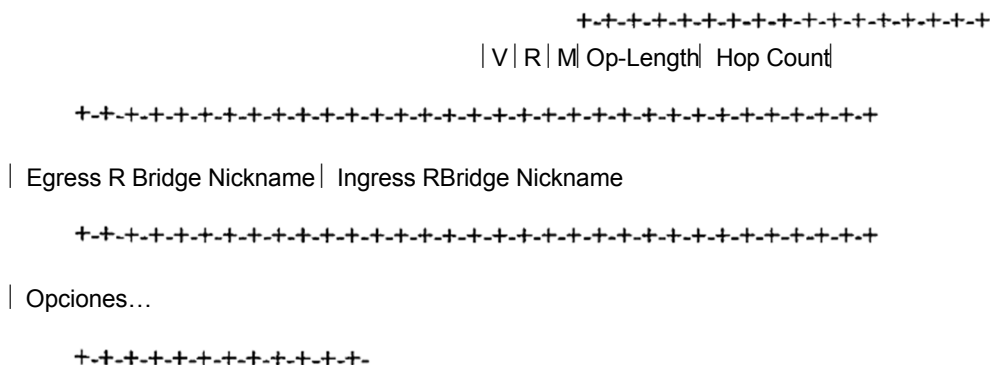 +-+-+-+-+-+-+-+-+-+-+-+-+-+-+-+-+
| V | R | M| Op-Length| Hop Count|
+-+-+-+-+-+-+-+-+-+-+-+-+-+-+-+-+-+-+-+-+-+-+-+-+-+-+-+-+-+-+-+-+
| Egress R Bridge Nickname| Ingress RBridge Nickname
+-+-+-+-+-+-+-+-+-+-+-+-+-+-+-+-+-+-+-+-+-+-+-+-+-+-+-+-+-+-+-+-+
| Opciones…
+-+-+-+-+-+-+-+-+-+-+-+-